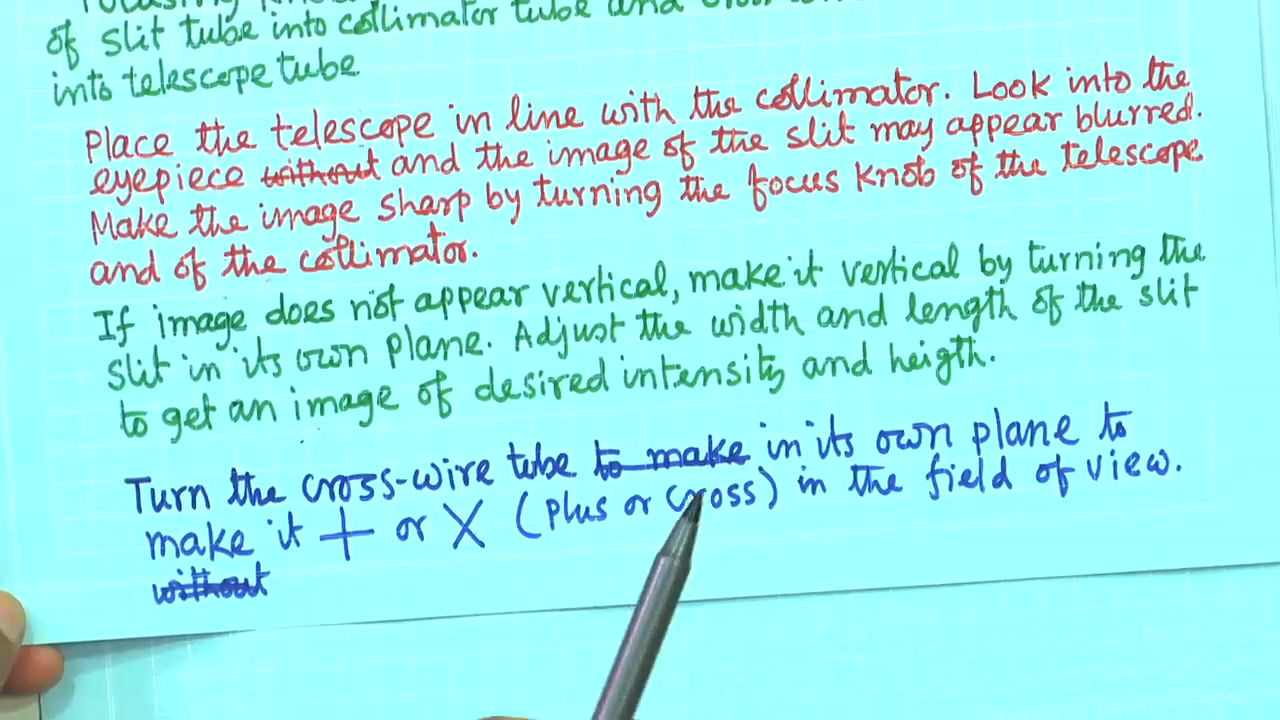 of slit tube into collimator tube and
into telescope tube
Place the telescope in line with the collimator. Look into the
eyepiece without and the image of the slit may appear blurred.
Make the image sharp by turning the focus knob of the telescope
and of the collimator.
If image does not appear vertical, make it vertical by turning the
slit in its own plane. Adjust the width and length of the slit
to get an image of desired intensity and heigth.
Turn the cross-wire tube to make in its own plane to
make it + or X (plus or cross) in the field of view.
without